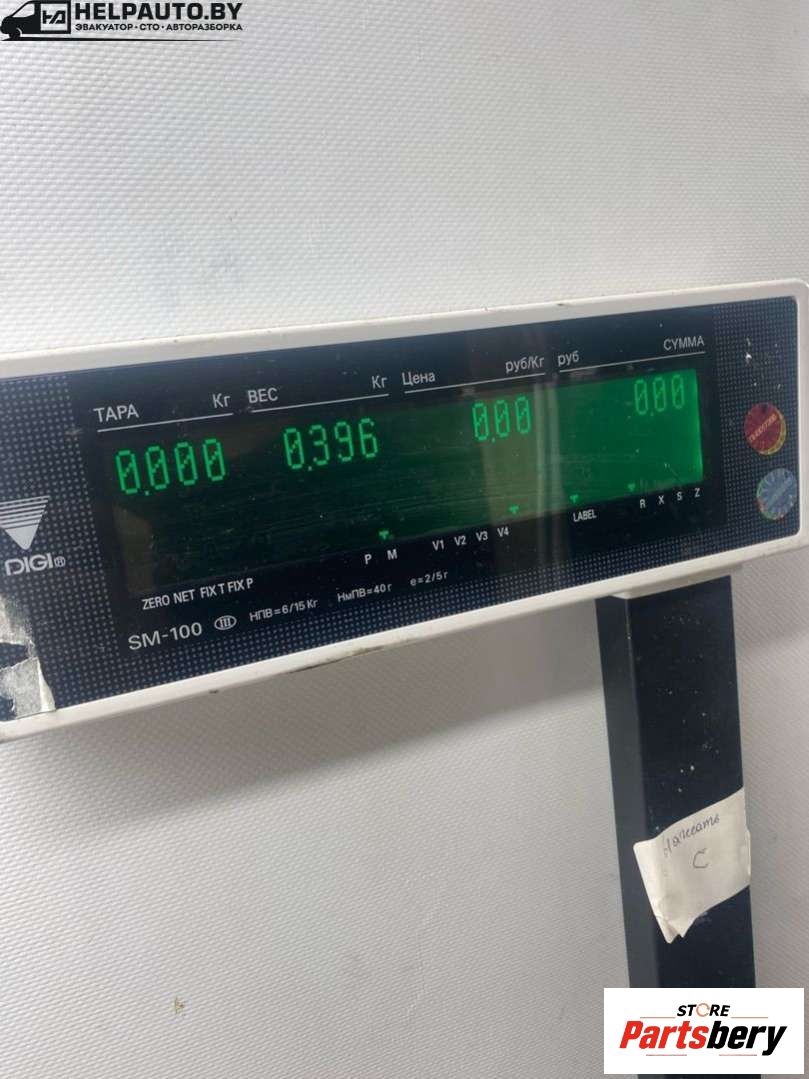 HELPAUTO.BY
ЭВАКУАТОР • СТО • АВТОРАЗБОРКА
ТАРА Кг ВЕС Кг Цена руб/Кг руб СУММА
0.000 0.396 0.00 0.00
DIGI®
ZERO NET FIX T FIX P P M V1 V2 V3 V4 LABEL R X S Z
SM-100 III НПВ=6/15 Кг НмПВ=40 г e=2/5 г
Нажать
С
STORE
Partsbery